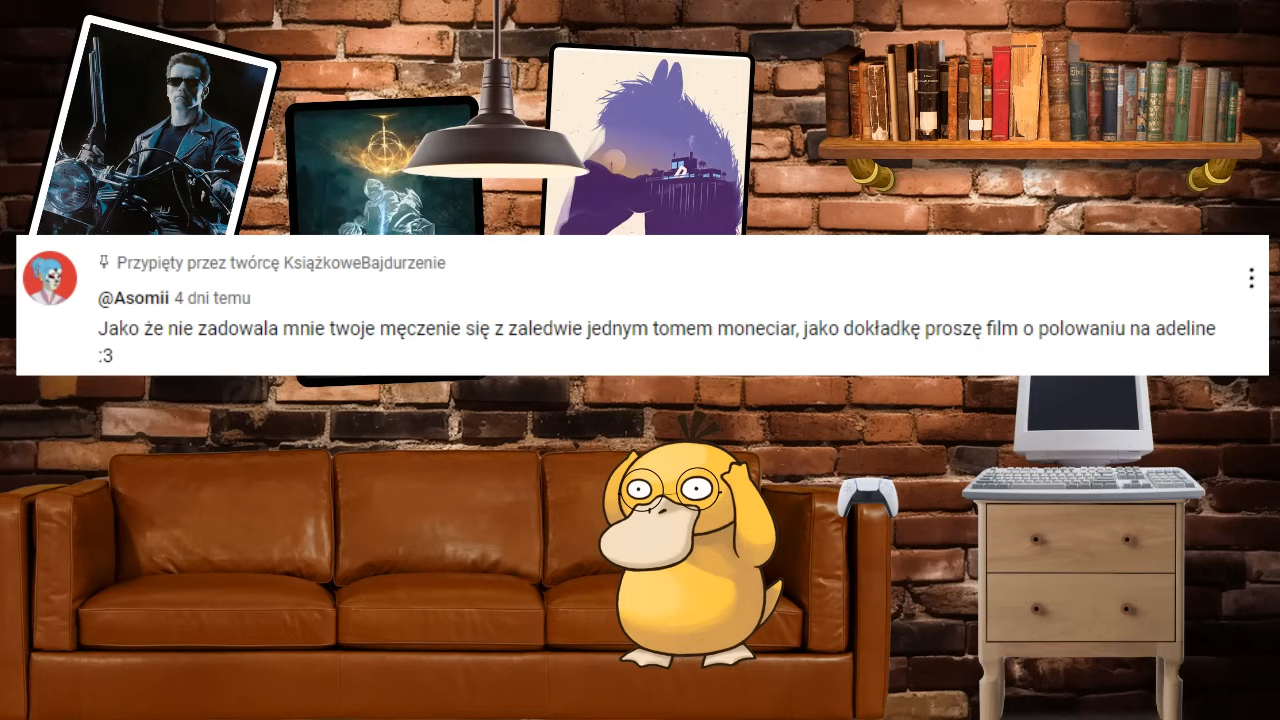 Przypięty przez twórcę KsiążkoweBajdurzenie
@Asomii 4 dni temu
Jako że nie zadowala mnie twoje męczenie się z zaledwie jednym tomem moneciar, jako dokładkę proszę film o polowaniu na adeline
:3